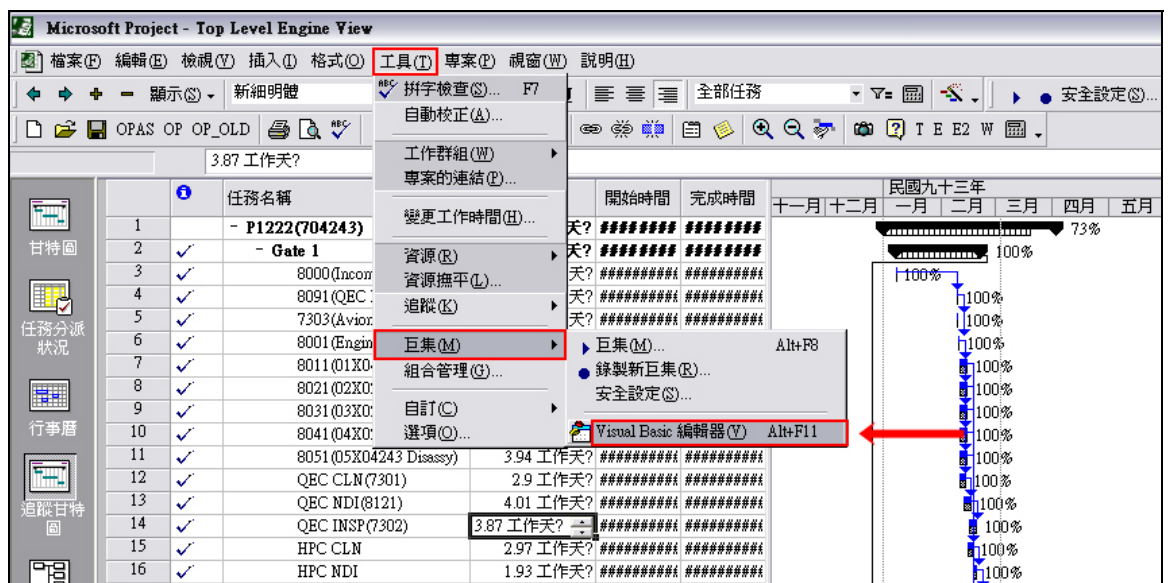 Microsoft Project - Top Level Engine View
檔案(F) 編輯(E) 檢視(V) 插入(I) 格式(O) 工具(T) 專案(P) 視窗(W) 說明(H)
顯示(S) 新細明體 全部任務 安全設定(S)...
OPAS OP OP_OLD T E E2 W
3.87 工作天?
拼字檢查(S)... F7
自動校正(A)...
工作群組(W)
專案的連結(P)...
變更工作時間(H)...
資源(R)
資源撫平(L)...
追蹤(K)
巨集(M)
組合管理(G)...
自訂(C)
選項(O)...
巨集(M)... Alt+F8
錄製新巨集(R)...
安全設定(S)...
Visual Basic 編輯器(V) Alt+F11
甘特圖
任務分派
狀況
行事曆
追蹤甘特
圖
任務名稱 開始時間 完成時間
民國九十三年
十一月 十二月 一月 二月 三月 四月 五月
1 - P1222(704243) 天? ######## ######## 73%
2 - Gate 1 天? ######## ######## 100%
3 8000(Incom 天? ########## ########## 100%
4 8091(QEC 天? ########## ########## 100%
5 7303(Avion 天? ########## ########## 100%
6 8001(Engin 100%
7 8011(01X0 100%
8 8021(02X0 100%
9 8031(03X0 100%
10 8041(04X0 100%
11 8051(05X04243 Disassy) 3.94 工作天? ########## ########## 100%
12 QEC CLN(7301) 2.9 工作天? ########## ########## 100%
13 QEC NDI(8121) 4.01 工作天? ########## ########## 100%
14 QEC INSP(7302) 3.87 工作天? ########## ########## 100%
15 HPC CLN 2.97 工作天? ########## ########## 100%
16 HPC NDI 1.93 工作天? ########## ########## 100%